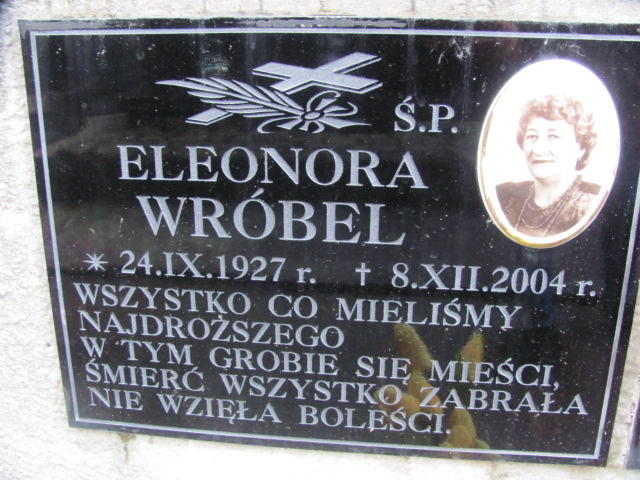 Ś.P.
ELEONORA
WRÓBEL
* 24.IX.1927 r. † 8.XII.2004 r.
WSZYSTKO CO MIELIŚMY
NAJDROŻSZEGO
W TYM GROBIE SIĘ MIEŚCI,
ŚMIERĆ WSZYSTKO ZABRAŁA
NIE WZIĘŁA BOLEŚCI.